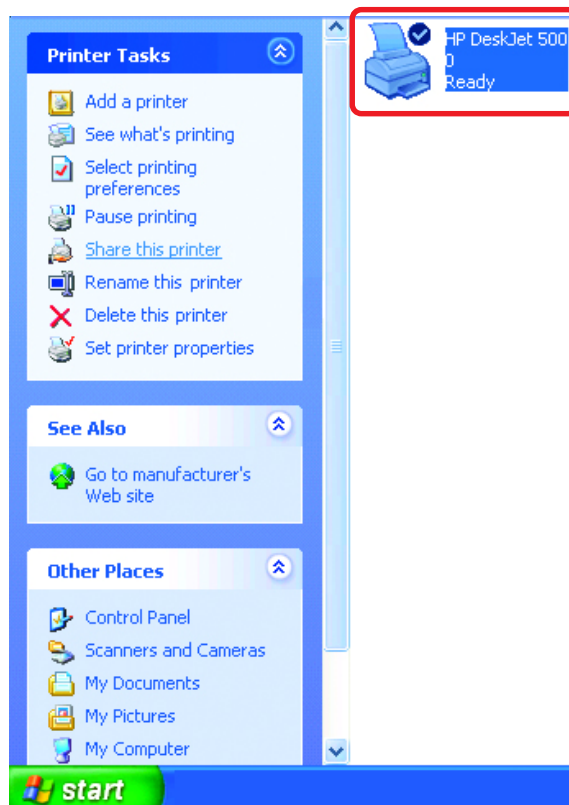 Printer Tasks
Add a printer
See what's printing
Select printing
preferences
Pause printing
Share this printer
Rename this printer
Delete this printer
Set printer properties
See Also
Go to manufacturer's
Web site
Other Places
Control Panel
Scanners and Cameras
My Documents
My Pictures
My Computer
HP DeskJet 500
0
Ready
start